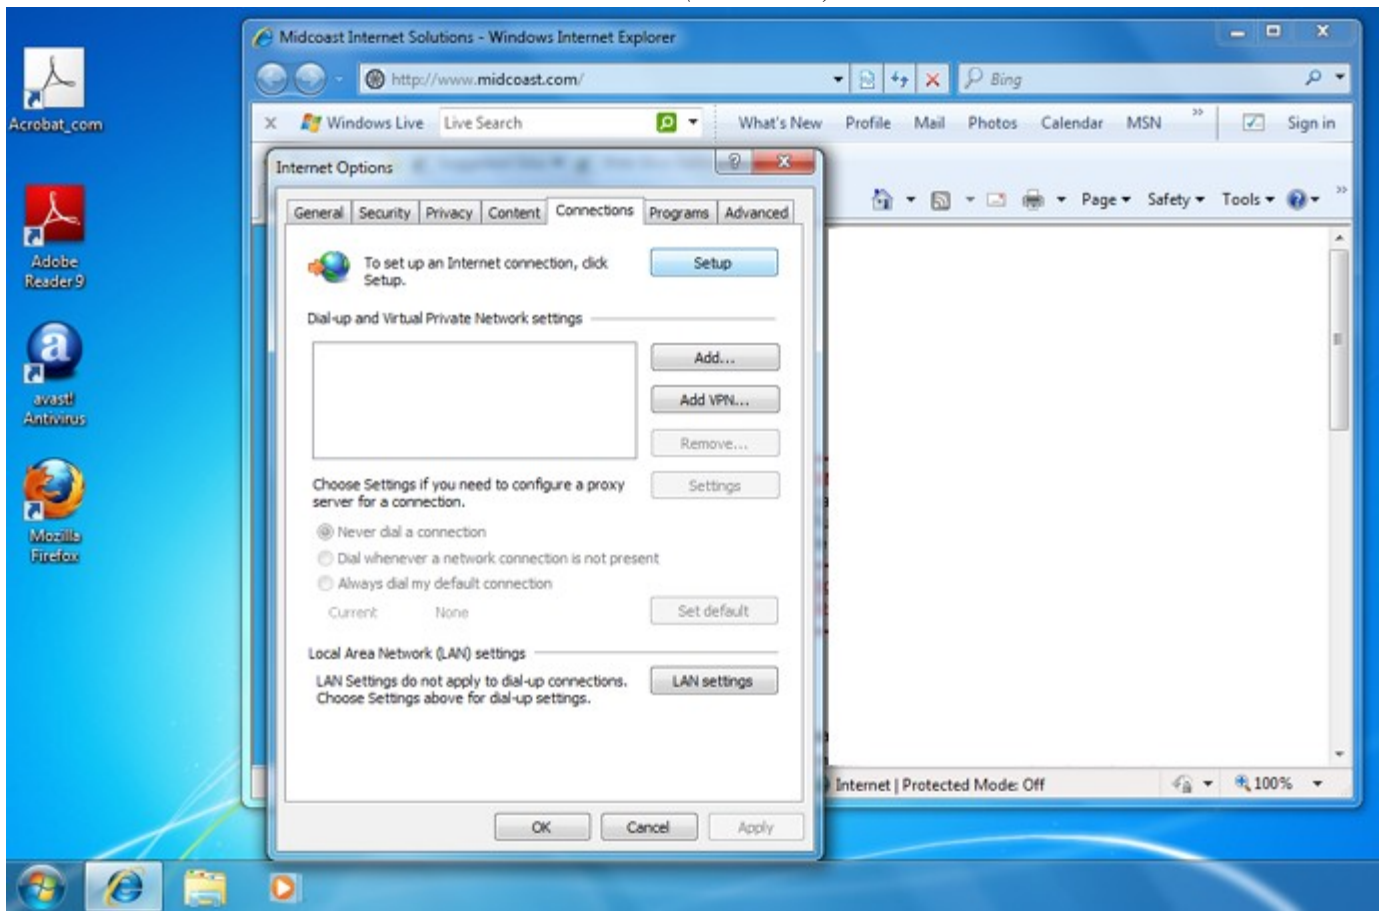 Midcoast Internet Solutions - Windows Internet Explorer
http://www.midcoast.com/
Bing
Windows Live
Live Search
What's New
Profile
Mail
Photos
Calendar
MSN
»
Sign in
Page
Safety
Tools
»
Acrobat_com
Adobe
Reader 9
avast!
Antivirus
Mozilla
Firefox
Internet Options
General
Security
Privacy
Content
Connections
Programs
Advanced
To set up an Internet connection, click
Setup.
Setup
Dial-up and Virtual Private Network settings
Add...
Add VPN...
Remove...
Choose Settings if you need to configure a proxy
server for a connection.
Settings
Never dial a connection
Dial whenever a network connection is not present
Always dial my default connection
Current
None
Set default
Local Area Network (LAN) settings
LAN Settings do not apply to dial-up connections.
Choose Settings above for dial-up settings.
LAN settings
OK
Cancel
Apply
Internet | Protected Mode: Off
100%